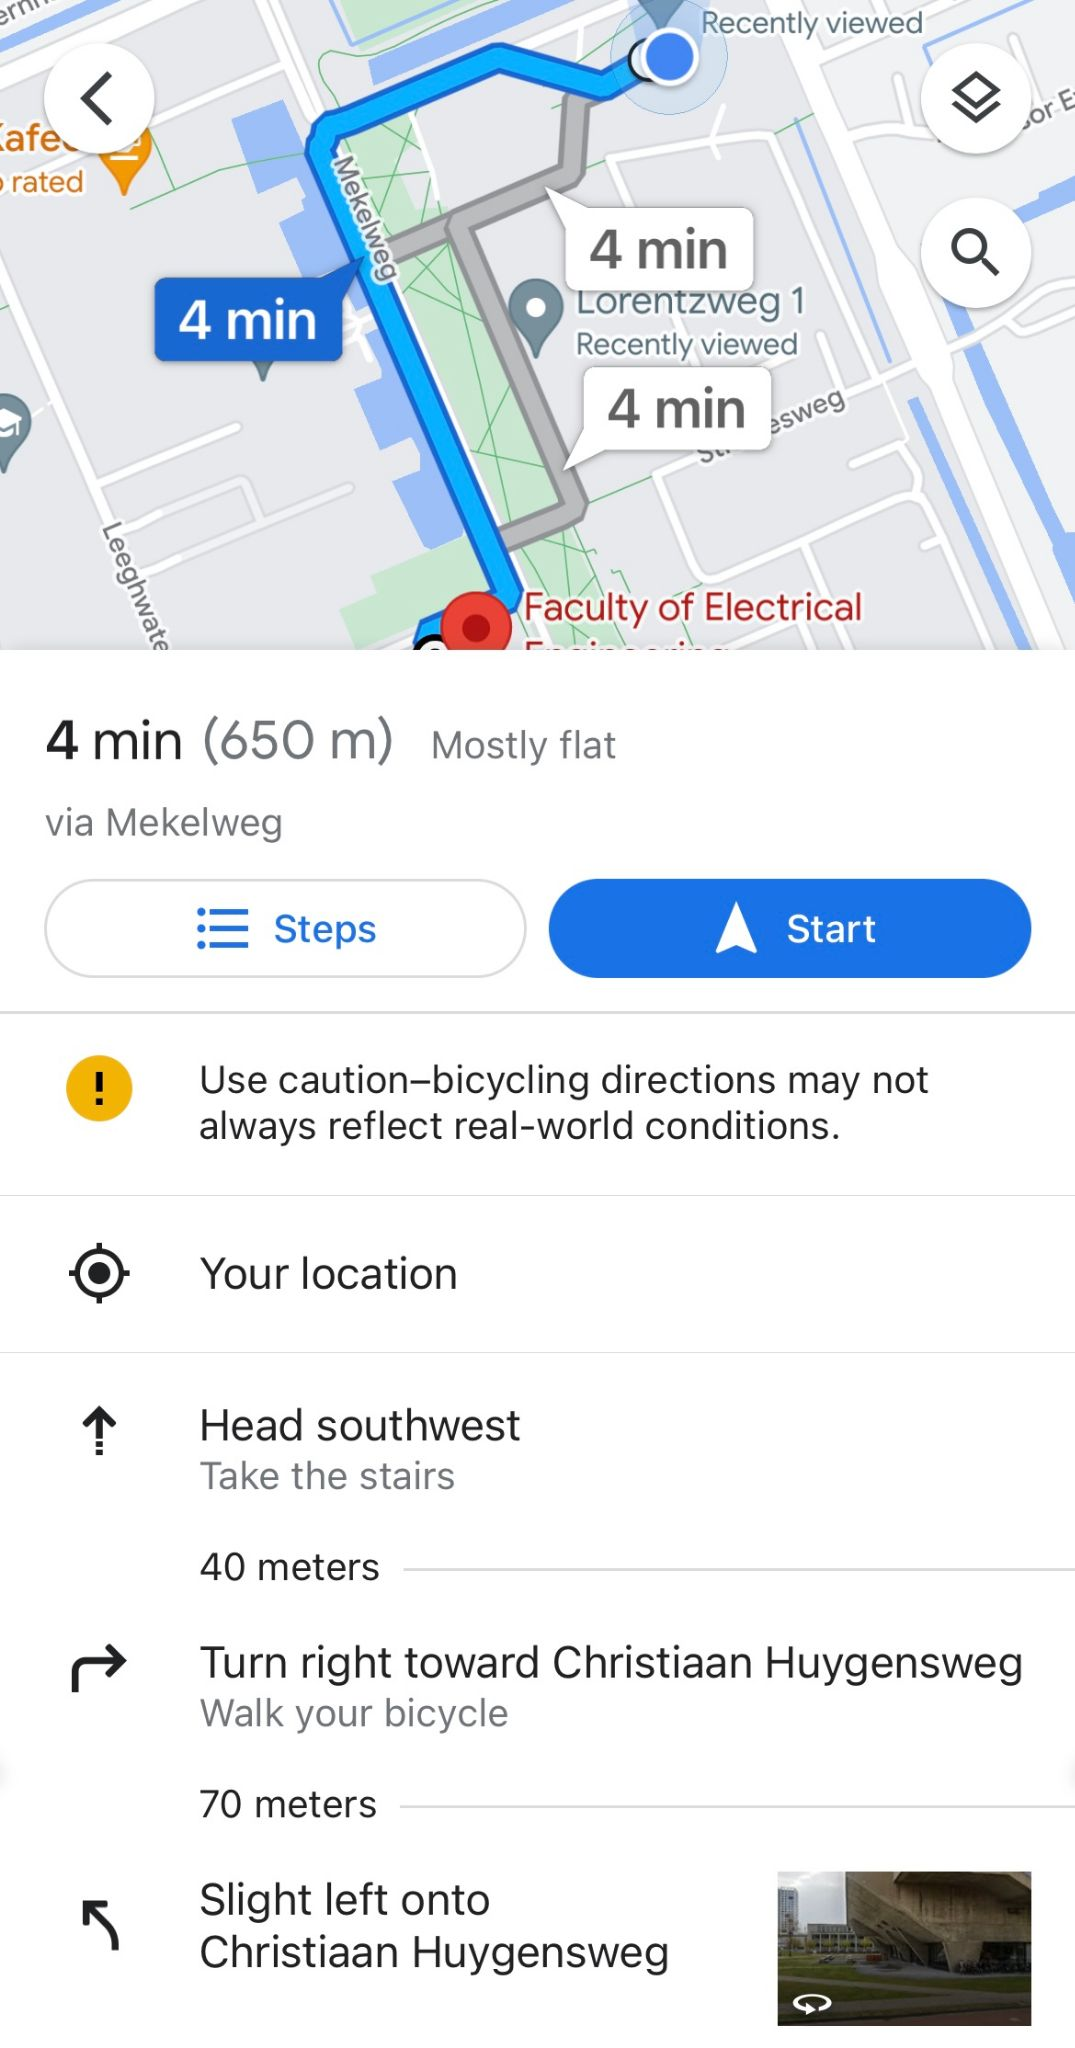 Recently viewed
rated
Mekelweg
4 min
4 min
Lorentzweg 1
Recently viewed
4 min
esweg
Leeghwate
Faculty of Electrical
Engineering
4 min (650 m) Mostly flat
via Mekelweg
Steps
Start
Use caution–bicycling directions may not
always reflect real-world conditions.
Your location
Head southwest
Take the stairs
40 meters
Turn right toward Christiaan Huygensweg
Walk your bicycle
70 meters
Slight left onto
Christiaan Huygensweg